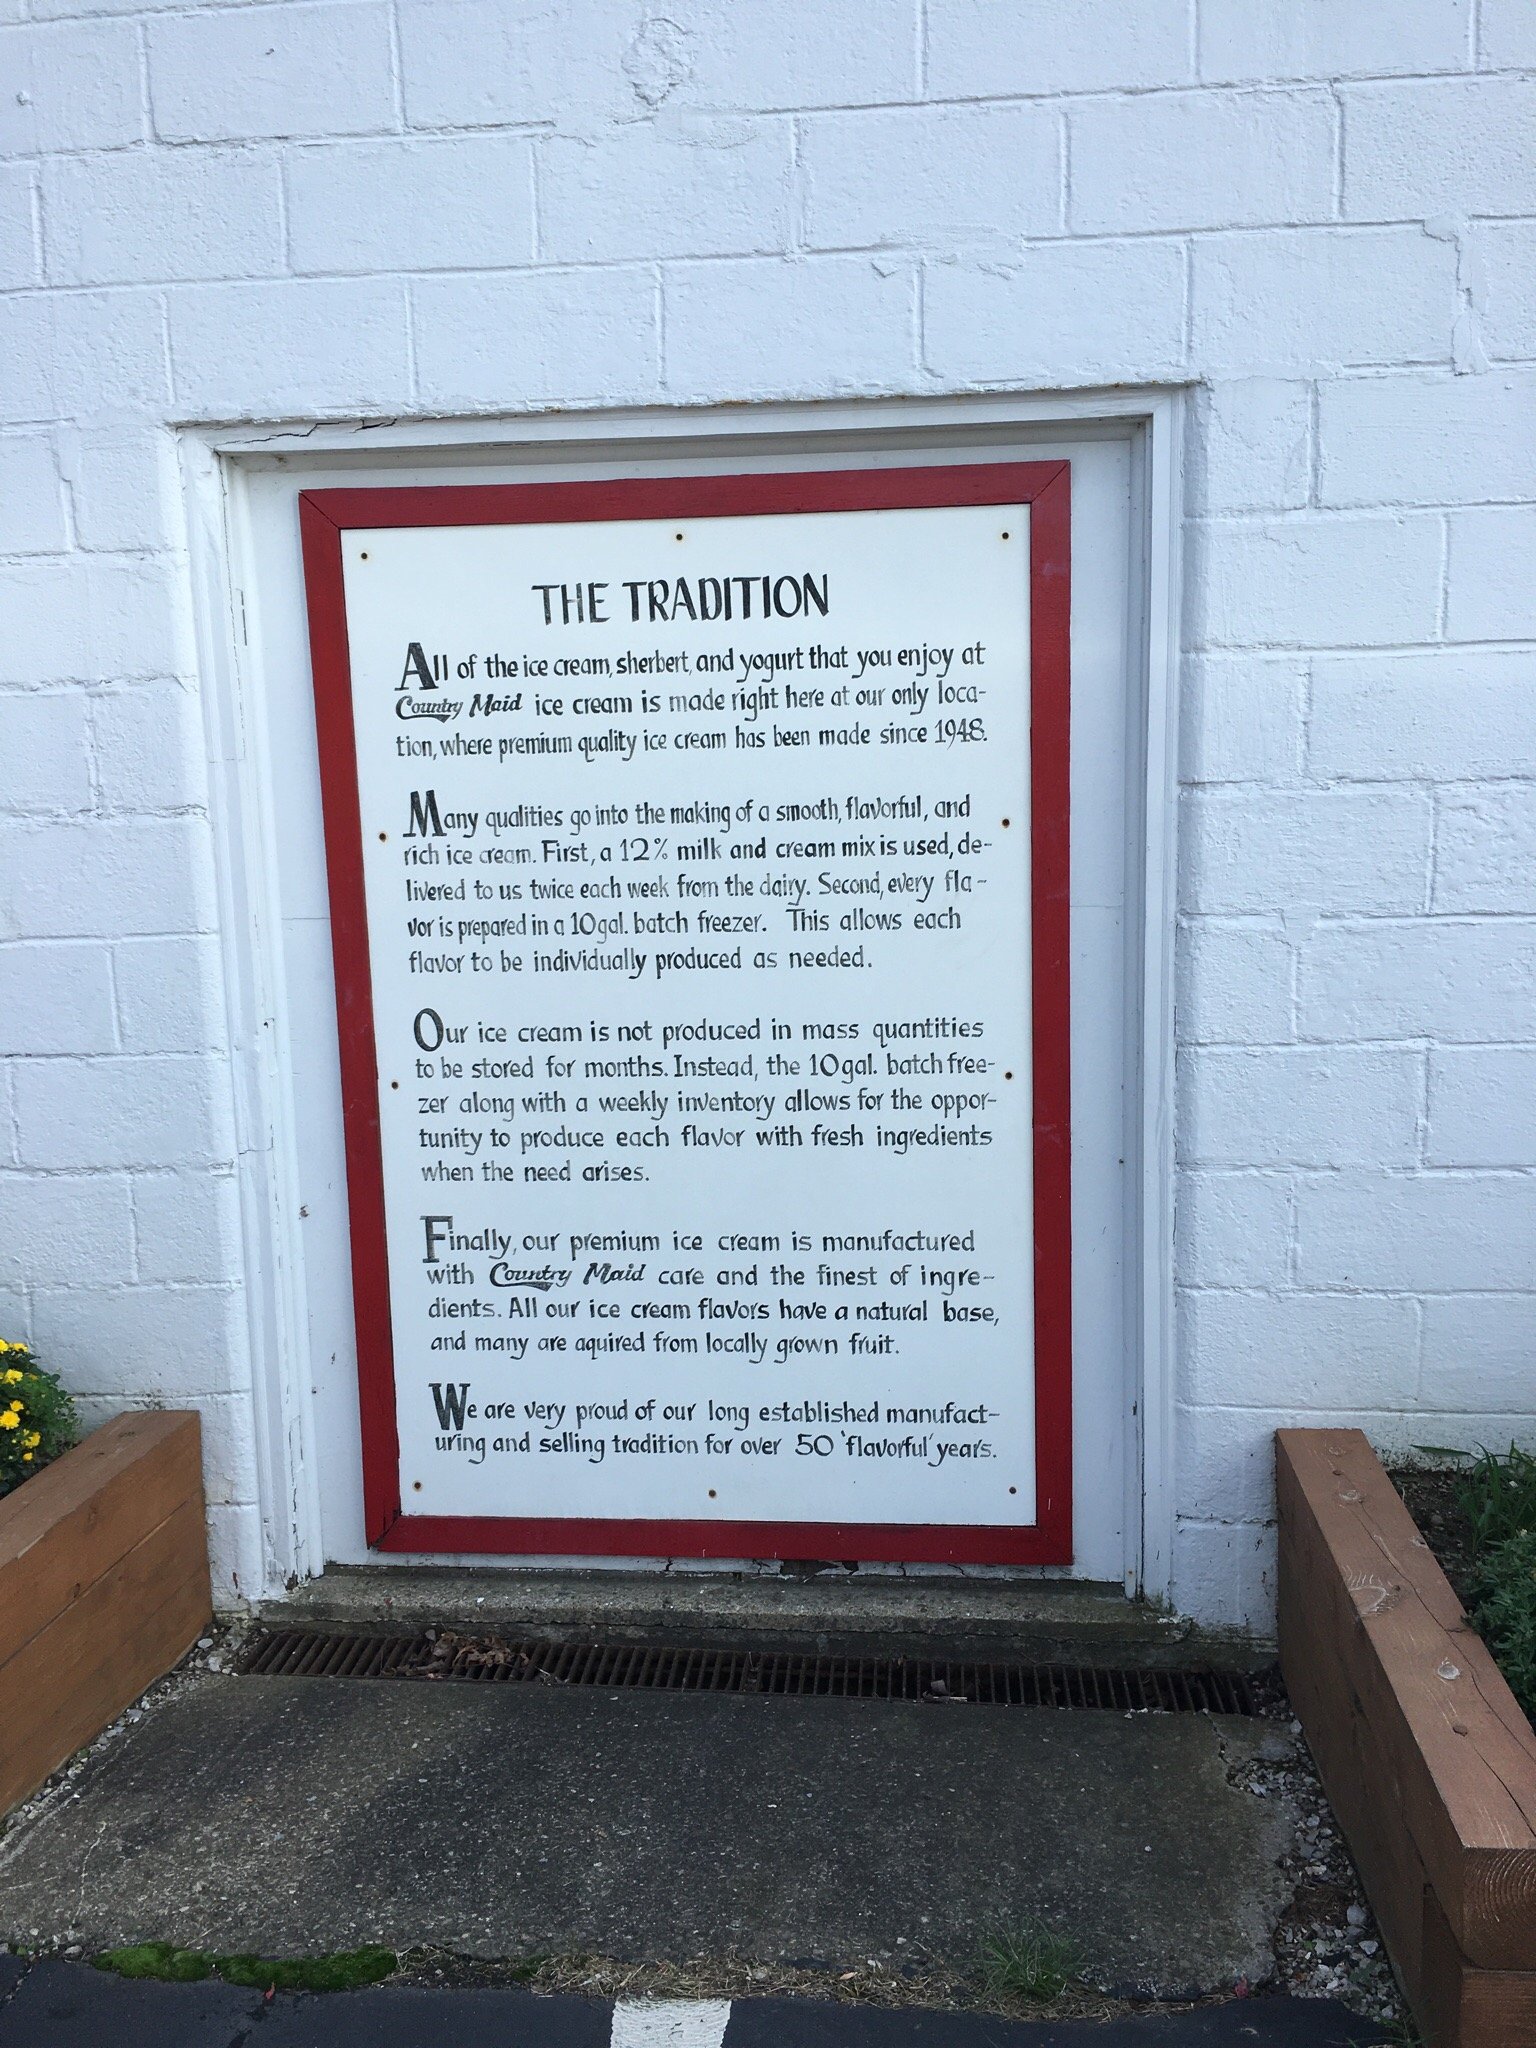 THE TRADITION
All of the ice cream, sherbert, and yogurt that you enjoy at
Country Maid ice cream is made right here at our only loca-
tion, where premium quality ice cream has been made since 1948.
Many qualities go into the making of a smooth, flavorful, and
rich ice cream. First, a 12% milk and cream mix is used, de-
livered to us twice each week from the dairy. Second, every fla-
vor is prepared in a 10gal. batch freezer. This allows each
flavor to be individually produced as needed.
Our ice cream is not produced in mass quantities
to be stored for months. Instead, the 10gal. batch free-
zer along with a weekly inventory allows for the oppor-
tunity to produce each flavor with fresh ingredients
when the need arises.
Finally, our premium ice cream is manufactured
with Country Maid care and the finest of ingre-
dients. All our ice cream flavors have a natural base,
and many are aquired from locally grown fruit.
We are very proud of our long established manufact-
uring and selling tradition for over 50 'flavorful' years.